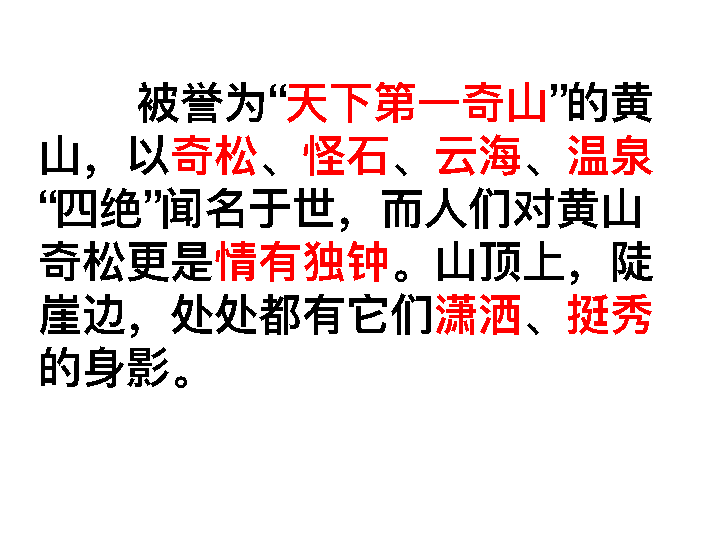 被誉为“天下第一奇山”的黄
山，以奇松、怪石、云海、温泉
“四绝”闻名于世，而人们对黄山
奇松更是情有独钟。山顶上，陡
崖边，处处都有它们潇洒、挺秀
的身影。